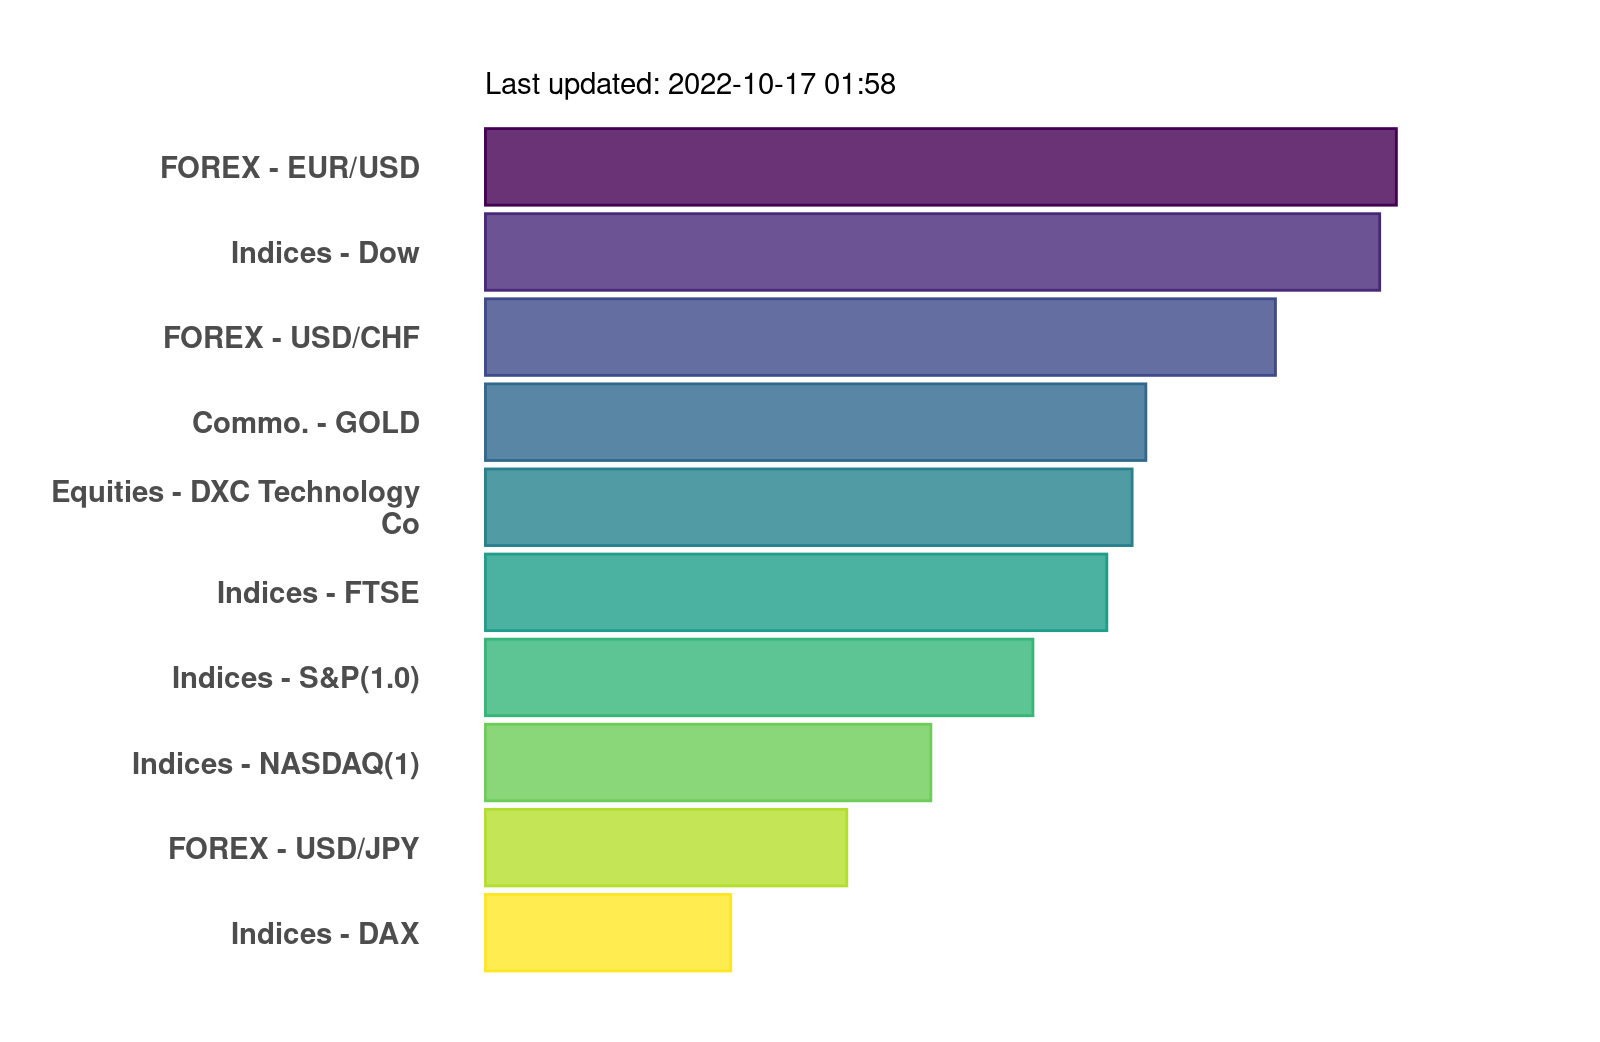 Last updated: 2022-10-17 01:58
FOREX - EUR/USD
Indices - Dow
FOREX - USD/CHF
Commo. - GOLD
Equities - DXC Technology
Co
Indices - FTSE
Indices - S&P(1.0)
Indices - NASDAQ(1)
FOREX - USD/JPY
Indices - DAX